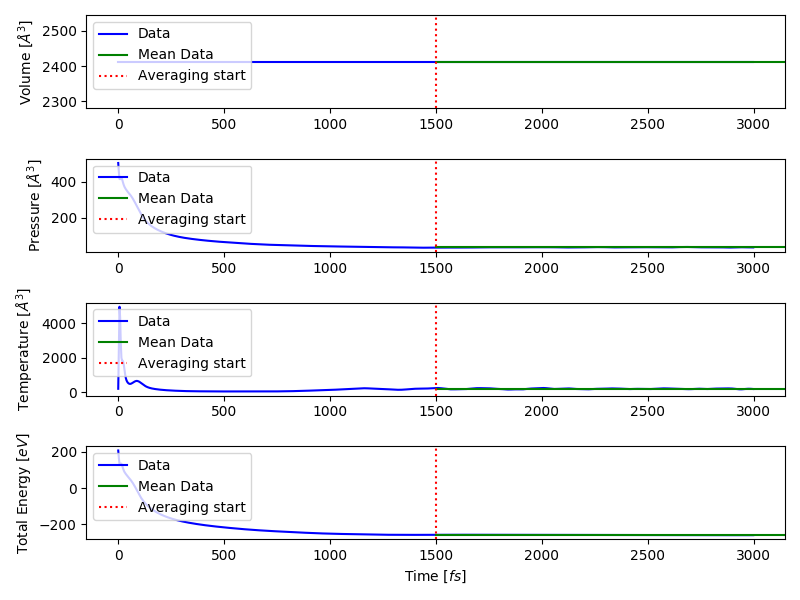 Volume [Å³]
2500
2400
2300
Data
Mean Data
Averaging start
0 500 1000 1500 2000 2500 3000
Pressure [Å³]
400
200
Data
Mean Data
Averaging start
0 500 1000 1500 2000 2500 3000
Temperature [Å³]
4000
2000
0
Data
Mean Data
Averaging start
0 500 1000 1500 2000 2500 3000
Total Energy [eV]
200
0
−200
Data
Mean Data
Averaging start
0 500 1000 1500 2000 2500 3000
Time [fs]